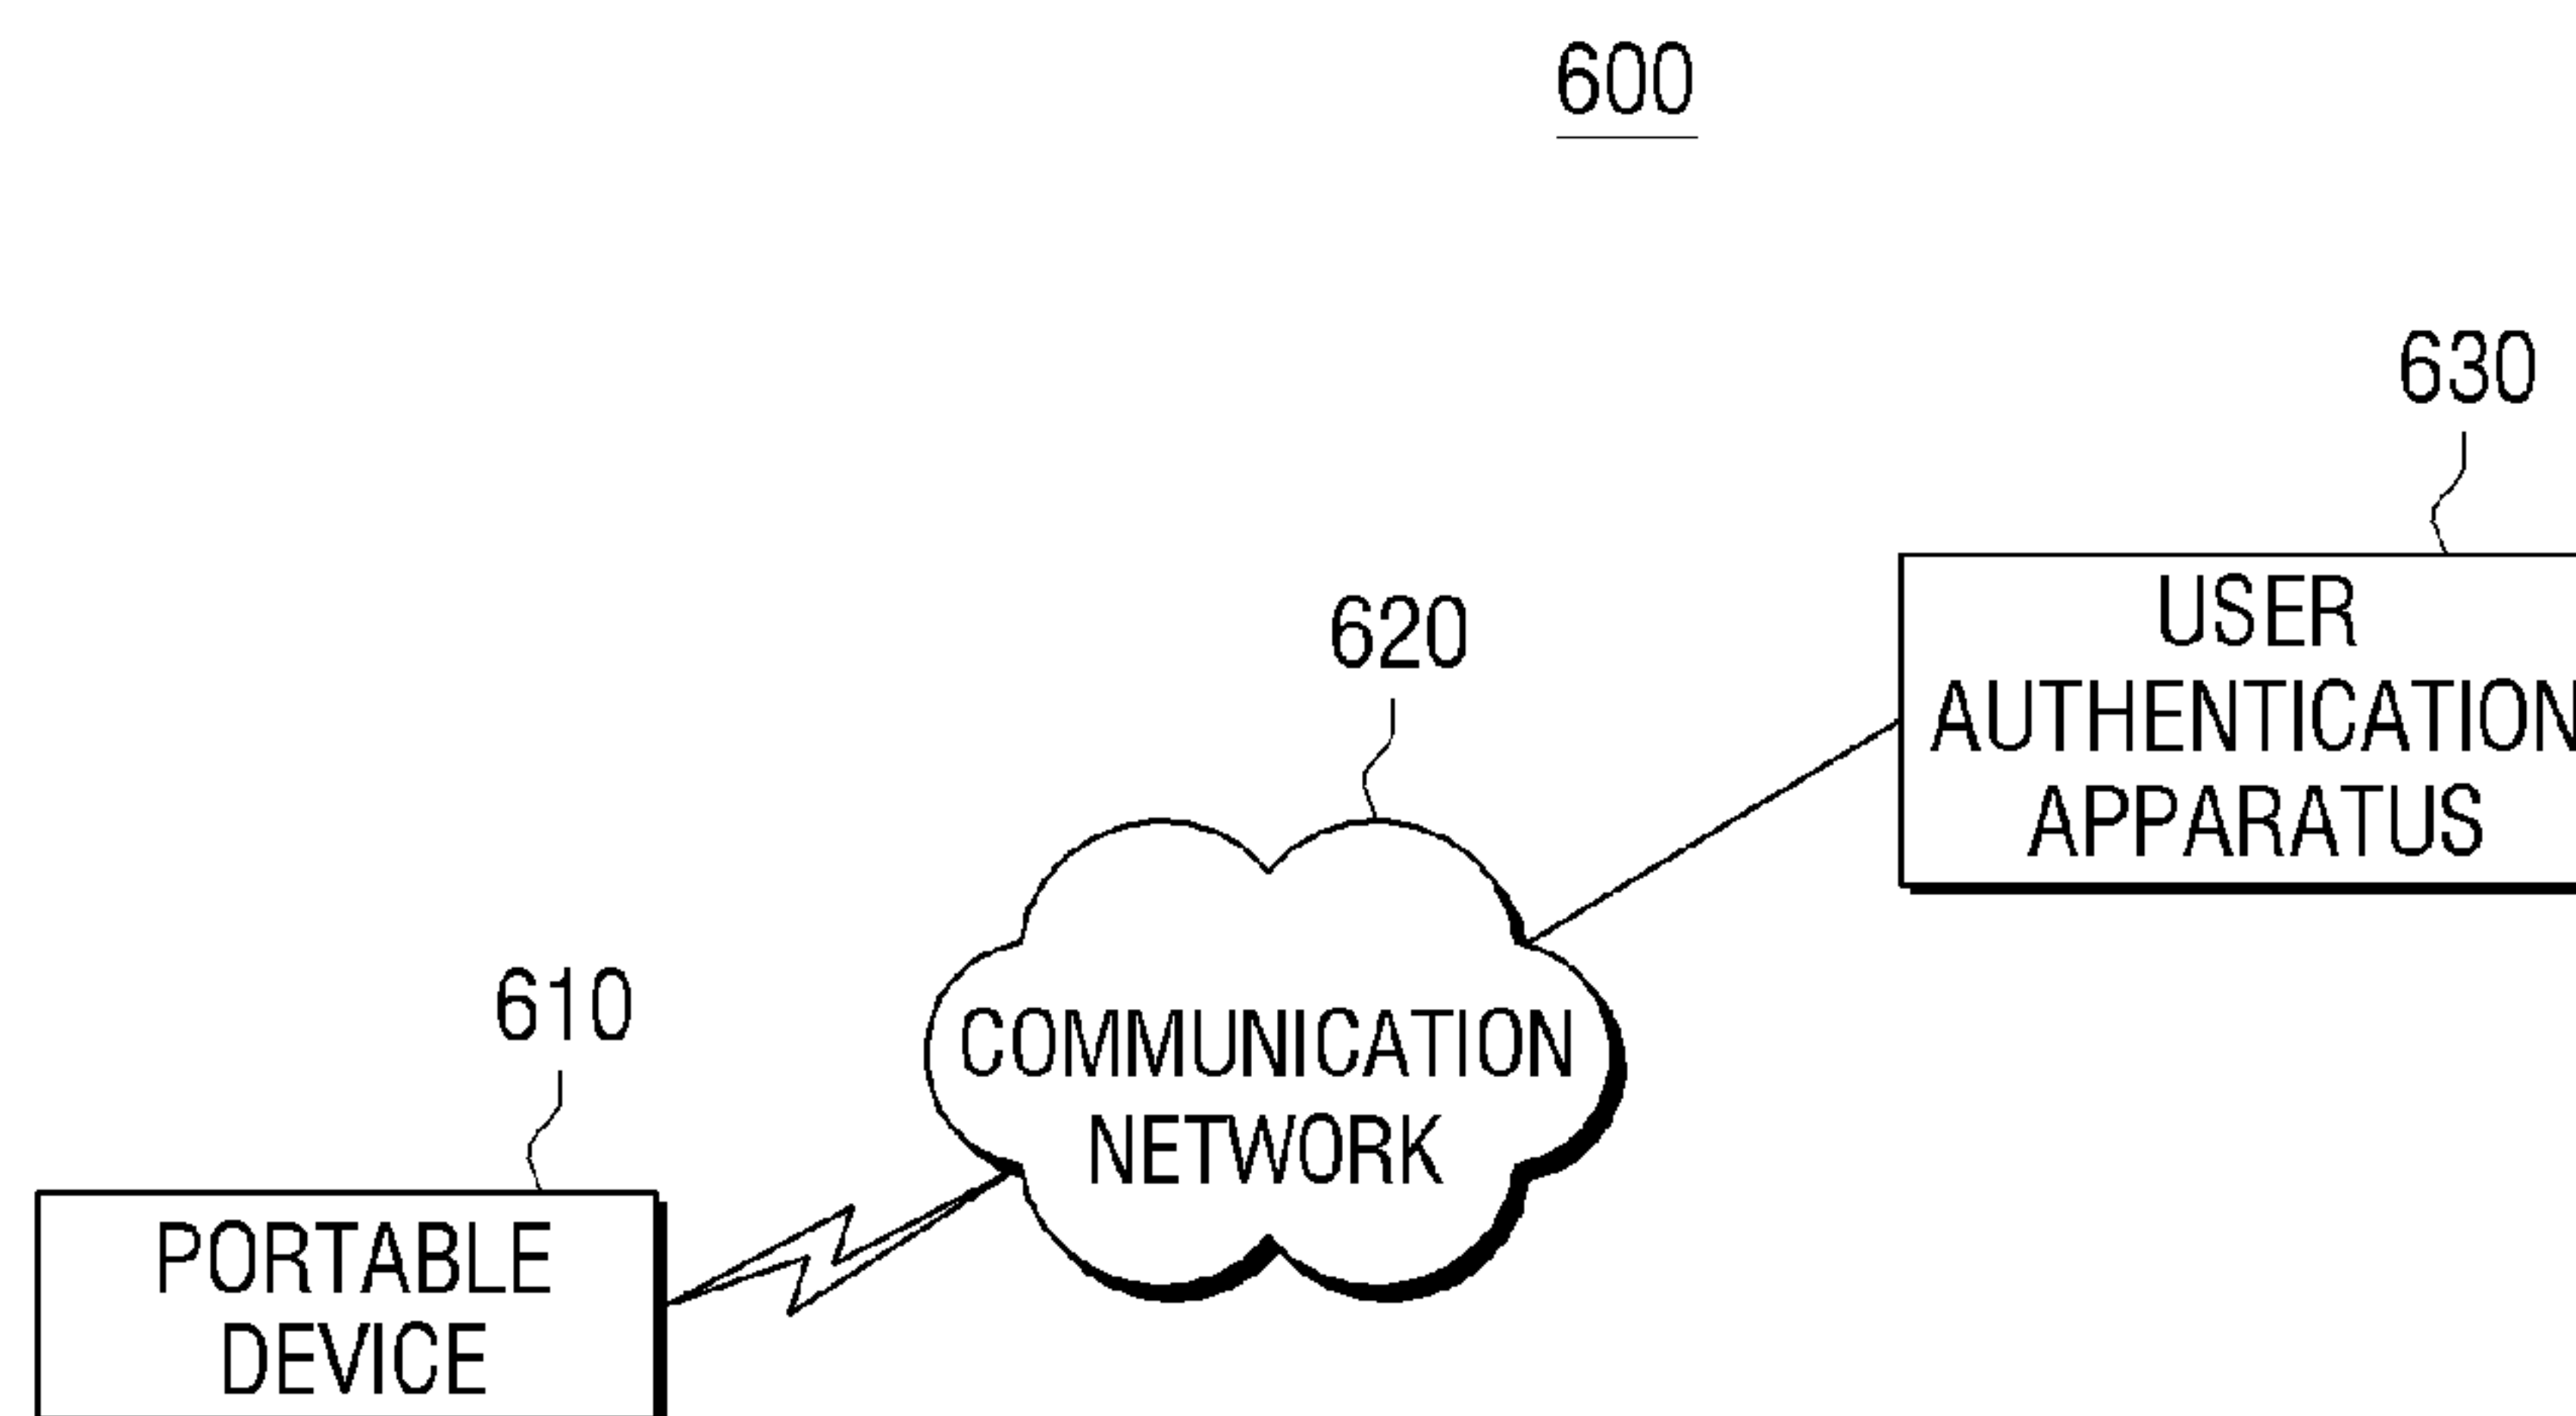 600
630
USER
AUTHENTICATION
APPARATUS
620
COMMUNICATION
NETWORK
610
PORTABLE
DEVICE